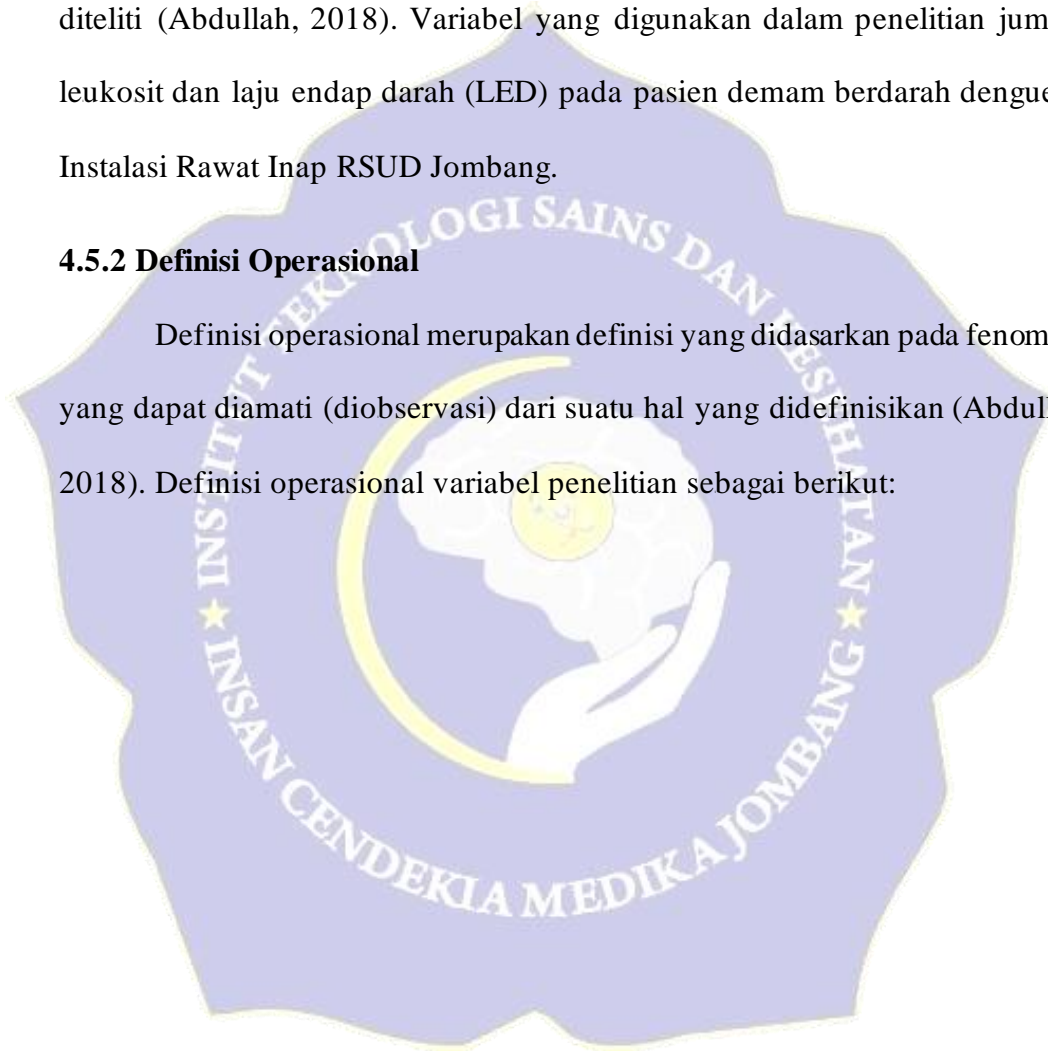 diteliti (Abdullah, 2018). Variabel yang digunakan dalam penelitian jum
leukosit dan laju endap darah (LED) pada pasien demam berdarah dengue
Instalasi Rawat Inap RSUD Jombang.
4.5.2 Definisi Operasional
Definisi operasional merupakan definisi yang didasarkan pada fenom
yang dapat diamati (diobservasi) dari suatu hal yang didefinisikan (Abdull
2018). Definisi operasional variabel penelitian sebagai berikut:
INSTITUT TEKNOLOGI SAINS DAN KESEHATAN
INSAN CENDEKIA MEDIKA JOMBANG